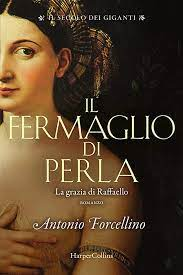 IL SECOLO DEI GIGANTI
IL
FERMAGLIO
DI
PERLA
La grazia di Raffaello
ROMANZO
Antonio Forcellino
HarperCollins